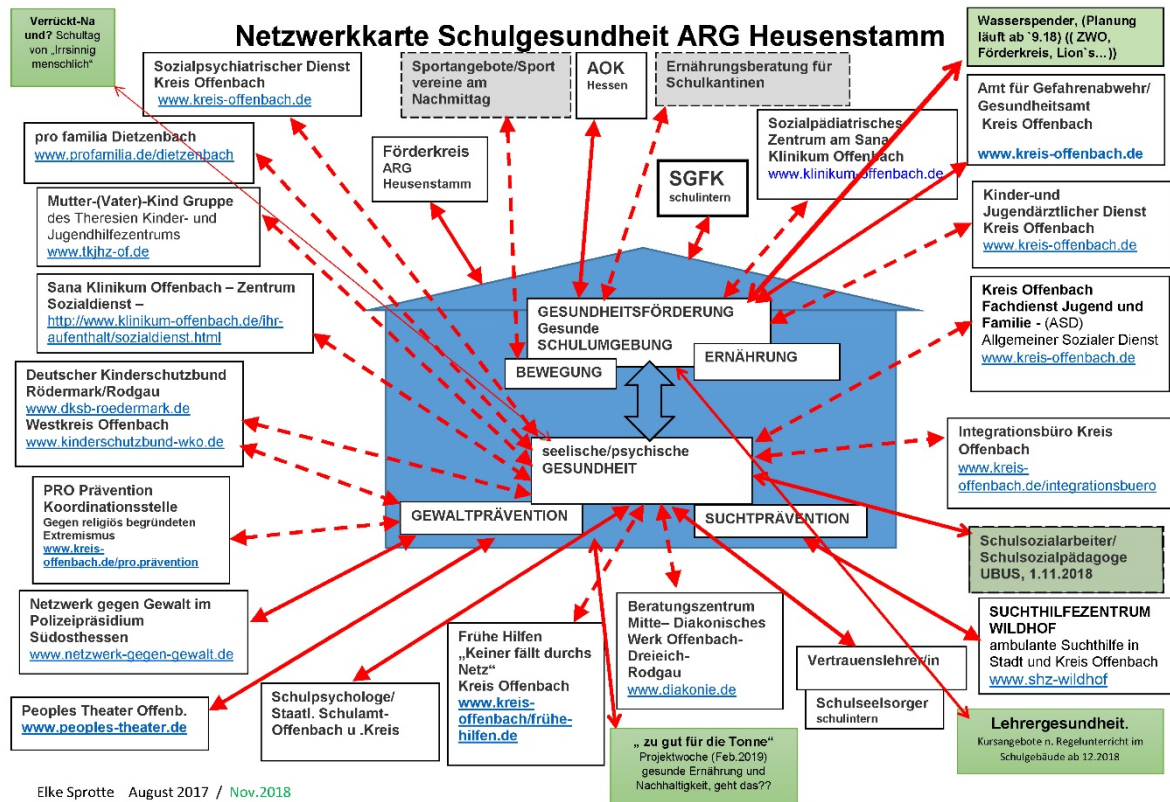 Netzwerkkarte Schulgesundheit ARG Heusenstamm
Verrückt-Na
und? Schultag
von „Irrsinnig
menschlich“
Sozialpsychiatrischer Dienst
Kreis Offenbach
www.kreis-offenbach.de
Sportangebote/Sport
vereine am
Nachmittag
AOK
Hessen
Ernährungsberatung für
Schulkantinen
Wasserspender, (Planung
läuft ab `9.18) (( ZWO,
Förderkreis, Lion`s...))
pro familia Dietzenbach
www.profamilia.de/dietzenbach
Förderkreis
ARG
Heusenstamm
SGFK
schulintern
Sozialpädiatrisches
Zentrum am Sana
Klinikum Offenbach
www.klinikum-offenbach.de
Amt für Gefahrenabwehr/
Gesundheitsamt
Kreis Offenbach
www.kreis-offenbach.de
Mutter-(Vater)-Kind Gruppe
des Theresien Kinder- und
Jugendhilfezentrums
www.tkjhz-of.de
Kinder-und
Jugendärztlicher Dienst
Kreis Offenbach
www.kreis-offenbach.de
Sana Klinikum Offenbach – Zentrum
Sozialdienst –
http://www.klinikum-offenbach.de/ihr-
aufenthalt/sozialdienst.html
Kreis Offenbach
Fachdienst Jugend und
Familie - (ASD)
Allgemeiner Sozialer Dienst
www.kreis-offenbach.de
GESUNDHEITSFÖRDERUNG
Gesunde
SCHULUMGEBUNG
BEWEGUNG
ERNÄHRUNG
Deutscher Kinderschutzbund
Rödermark/Rodgau
www.dksb-roedermark.de
Westkreis Offenbach
www.kinderschutzbund-wko.de
seelische/psychische
GESUNDHEIT
GEWALTPRÄVENTION
SUCHTPRÄVENTION
Integrationsbüro Kreis
Offenbach
www.kreis-
offenbach.de/integrationsbuero
PRO Prävention
Koordinationsstelle
Gegen religiös begründeten
Extremismus
www.kreis-
offenbach.de/pro.prävention
Schulsozialarbeiter/
Schulsozialpädagoge
UBUS, 1.11.2018
Netzwerk gegen Gewalt im
Polizeipräsidium
Südosthessen
www.netzwerk-gegen-gewalt.de
SUCHTHILFEZENTRUM
WILDHOF
ambulante Suchthilfe in
Stadt und Kreis Offenbach
www.shz-wildhof
Peoples Theater Offenb.
www.peoples-theater.de
Schulpsychologe/
Staatl. Schulamt-
Offenbach u .Kreis
Frühe Hilfen
„Keiner fällt durchs
Netz“
Kreis Offenbach
www.kreis-
offenbach/frühe-
hilfen.de
Beratungszentrum
Mitte– Diakonisches
Werk Offenbach-
Dreieich-
Rodgau
www.diakonie.de
Vertrauenslehrer/in
Schulseelsorger
schulintern
„ zu gut für die Tonne“
Projektwoche (Feb.2019)
gesunde Ernährung und
Nachhaltigkeit, geht das??
Lehrergesundheit.
Kursangebote n. Regelunterricht im
Schulgebäude ab 12.2018
Elke Sprotte August 2017 / Nov.2018